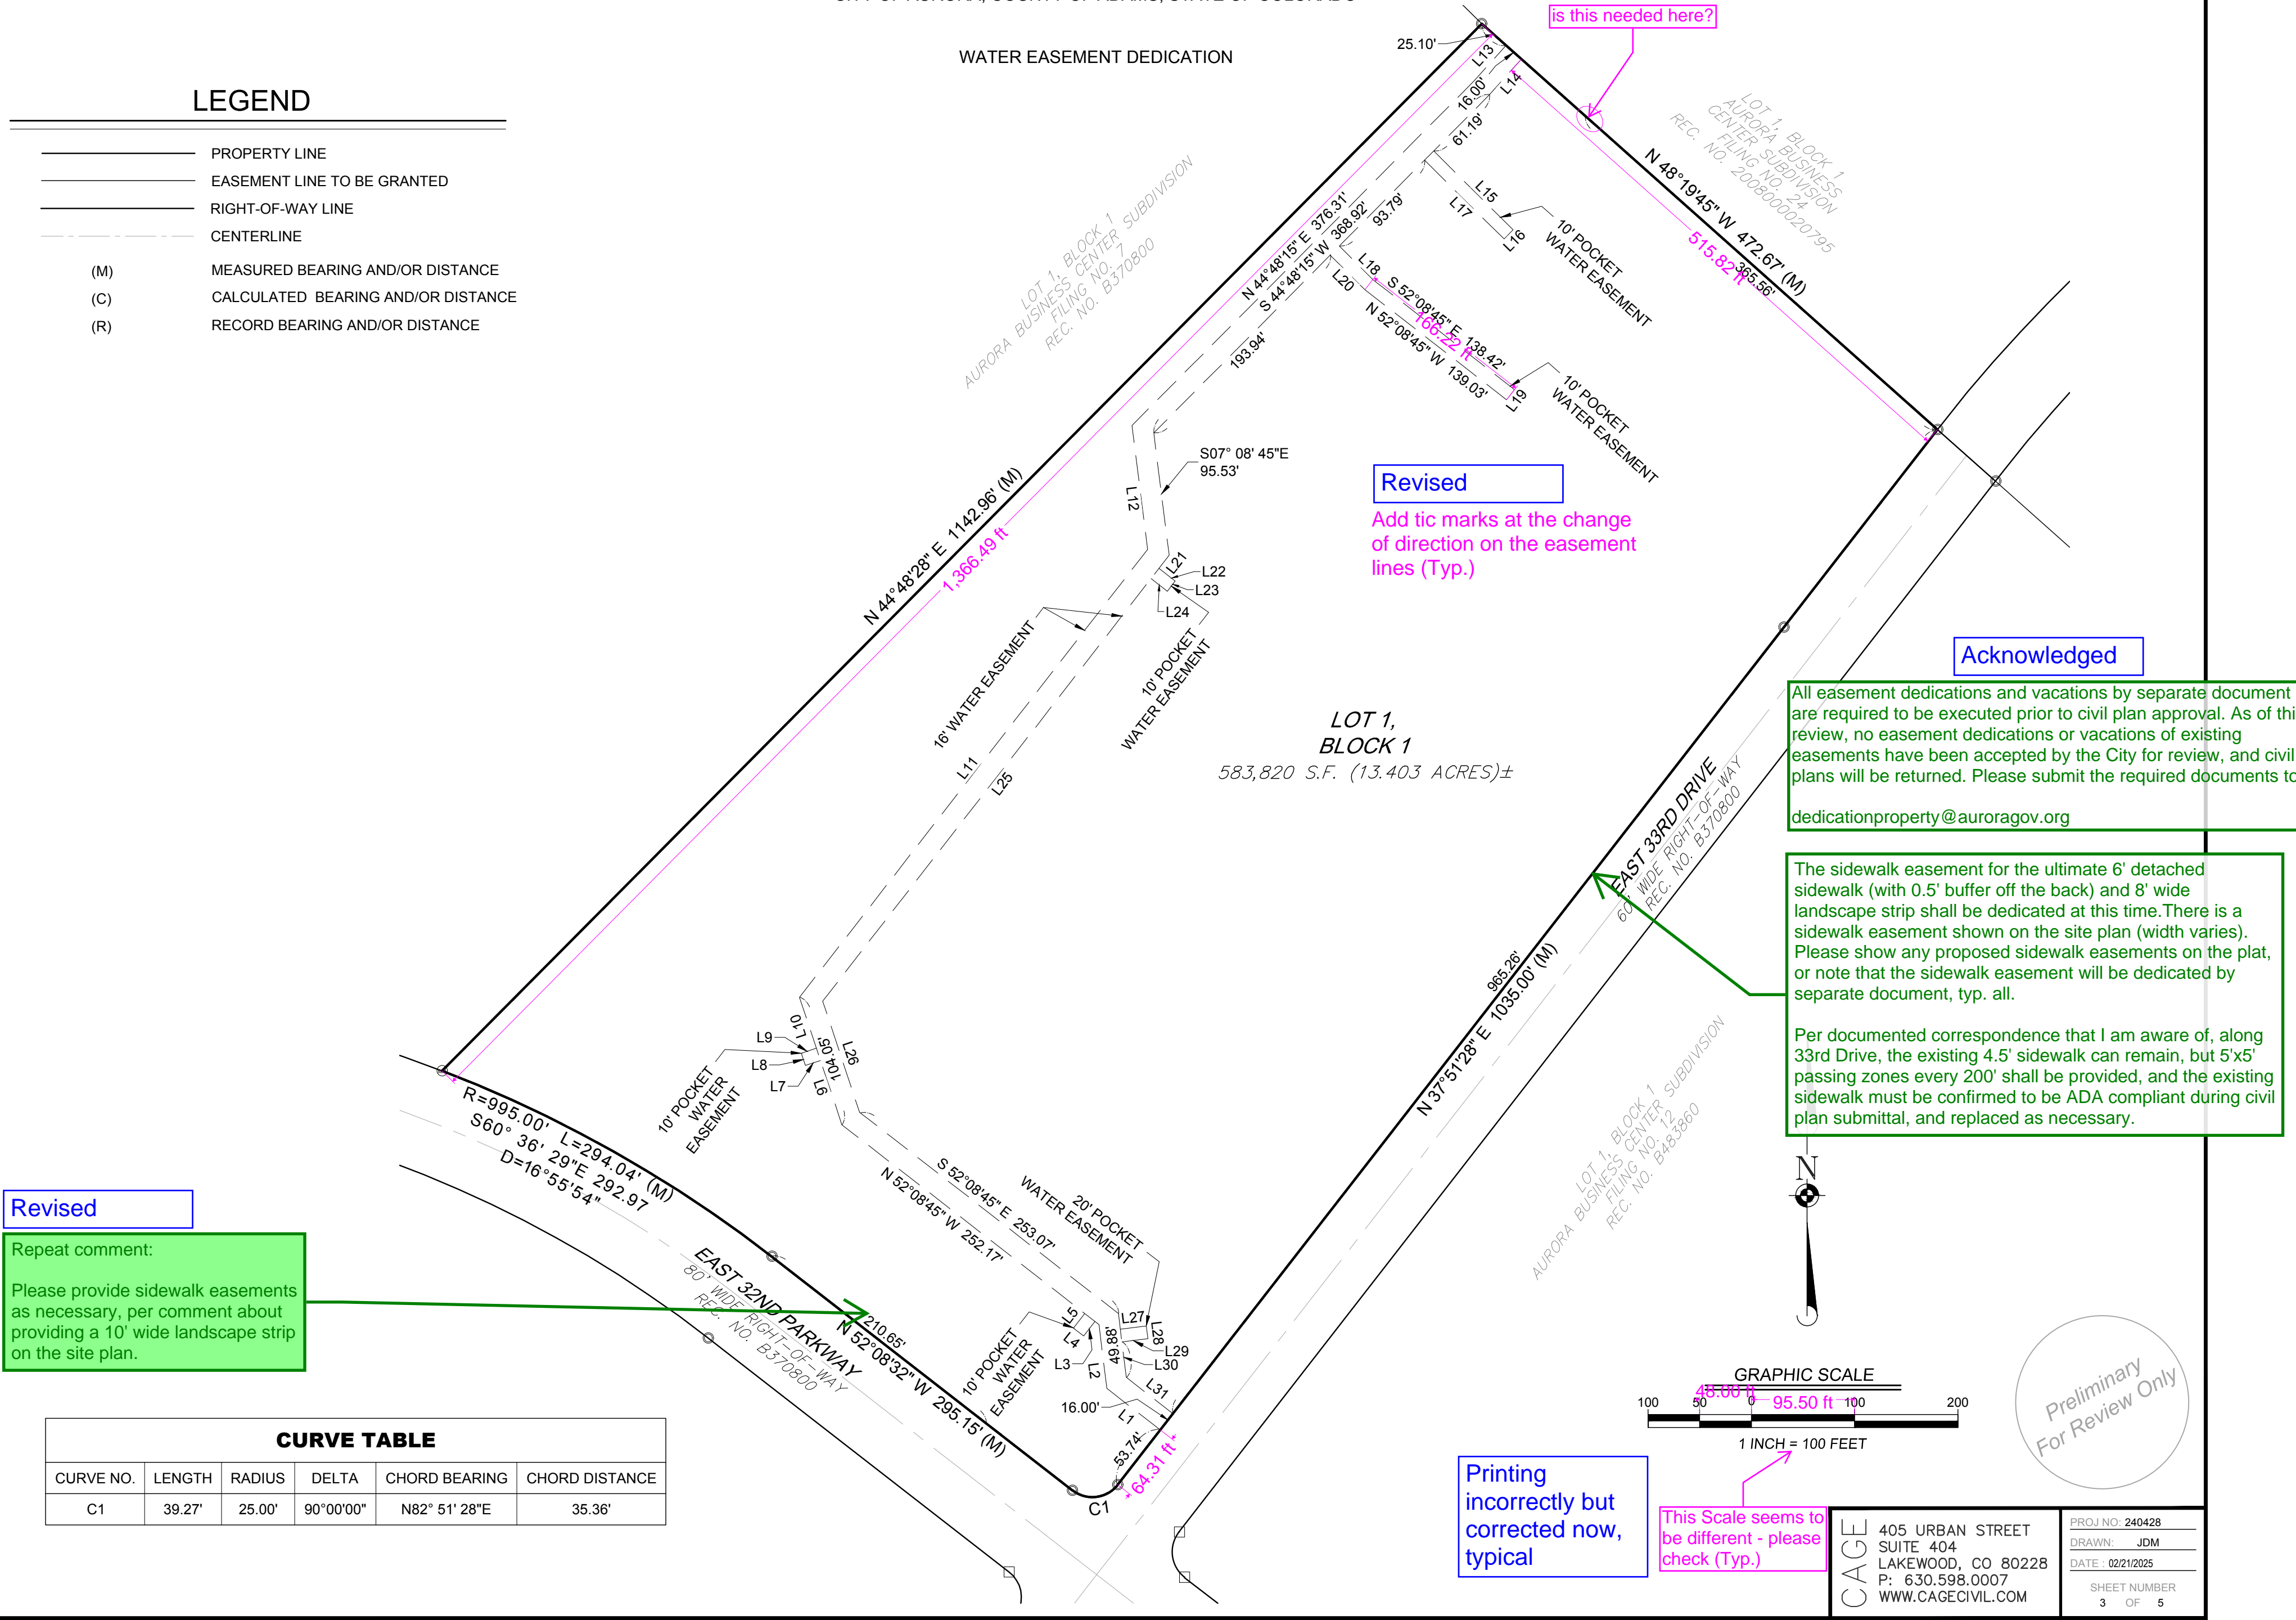 WATER EASEMENT DEDICATION
is this needed here?
LEGEND
PROPERTY LINE
EASEMENT LINE TO BE GRANTED
RIGHT-OF-WAY LINE
CENTERLINE
(M) MEASURED BEARING AND/OR DISTANCE
(C) CALCULATED BEARING AND/OR DISTANCE
(R) RECORD BEARING AND/OR DISTANCE
25.10'
L13
L14
16.00'
61.19'
LOT 1, BLOCK 1
AURORA BUSINESS
CENTER SUBDIVISION
FILING NO. 24
REC. NO. 2008000020795
N 48°19'45" W 472.67' (M)
515.82 ft
365.56'
L15
L17
L16
10' POCKET
WATER EASEMENT
93.79'
N 44°48'15" E 376.31'
S 44°48'15" W 368.92'
L18
L20
S 52°08'45" E 138.42'
166.22 ft
N 52°08'45" W 139.03'
L19
10' POCKET
WATER EASEMENT
193.94'
LOT 1, BLOCK 1
AURORA BUSINESS CENTER SUBDIVISION
FILING NO. 7
REC. NO. B370800
S07° 08' 45"E
95.53'
L12
Revised
Add tic marks at the change
of direction on the easement
lines (Typ.)
N 44°48'28" E 1142.96' (M)
1,366.49 ft
L21
L22
L23
L24
10' POCKET
WATER EASEMENT
16' WATER EASEMENT
L11
L25
LOT 1,
BLOCK 1
583,820 S.F. (13.403 ACRES)±
Acknowledged
All easement dedications and vacations by separate document
are required to be executed prior to civil plan approval. As of thi
review, no easement dedications or vacations of existing
easements have been accepted by the City for review, and civil
plans will be returned. Please submit the required documents to
dedicationproperty@auroragov.org
EAST 33RD DRIVE
60' WIDE RIGHT-OF-WAY
REC. NO. B370800
The sidewalk easement for the ultimate 6' detached
sidewalk (with 0.5' buffer off the back) and 8' wide
landscape strip shall be dedicated at this time.There is a
sidewalk easement shown on the site plan (width varies).
Please show any proposed sidewalk easements on the plat,
or note that the sidewalk easement will be dedicated by
separate document, typ. all.
Per documented correspondence that I am aware of, along
33rd Drive, the existing 4.5' sidewalk can remain, but 5'x5'
passing zones every 200' shall be provided, and the existing
sidewalk must be confirmed to be ADA compliant during civil
plan submittal, and replaced as necessary.
965.26'
N 37°51'28" E 1035.00' (M)
LOT 1, BLOCK 1
AURORA BUSINESS CENTER SUBDIVISION
FILING NO. 12
REC. NO. B483860
L10
L9
L8
L7
104.05'
L26
L6
10' POCKET
WATER
EASEMENT
R=995.00' L=294.04' (M)
S60° 36' 29"E 292.97
D=16°55'54"
S 52°08'45" E 253.07'
N 52°08'45" W 252.17'
20' POCKET
WATER EASEMENT
L5
L4
L3
L2
L27
L28
L29
L30
49.88'
L31
L1
16.00'
10' POCKET
WATER
EASEMENT
53.74'
64.31 ft
C1
EAST 32ND PARKWAY
80' WIDE RIGHT-OF-WAY
REC. NO. B370800
210.65'
N 52°08'32" W 295.15' (M)
Revised
Repeat comment:
Please provide sidewalk easements
as necessary, per comment about
providing a 10' wide landscape strip
on the site plan.
CURVE TABLE
CURVE NO. LENGTH RADIUS DELTA CHORD BEARING CHORD DISTANCE
C1 39.27' 25.00' 90°00'00" N82° 51' 28"E 35.36'
N
GRAPHIC SCALE
48.00 ft 95.50 ft
100 50 0 100 200
1 INCH = 100 FEET
Printing
incorrectly but
corrected now,
typical
This Scale seems to
be different - please
check (Typ.)
Preliminary
For Review Only
CAGE
405 URBAN STREET
SUITE 404
LAKEWOOD, CO 80228
P: 630.598.0007
WWW.CAGECIVIL.COM
PROJ NO: 240428
DRAWN: JDM
DATE : 02/21/2025
SHEET NUMBER
3 OF 5